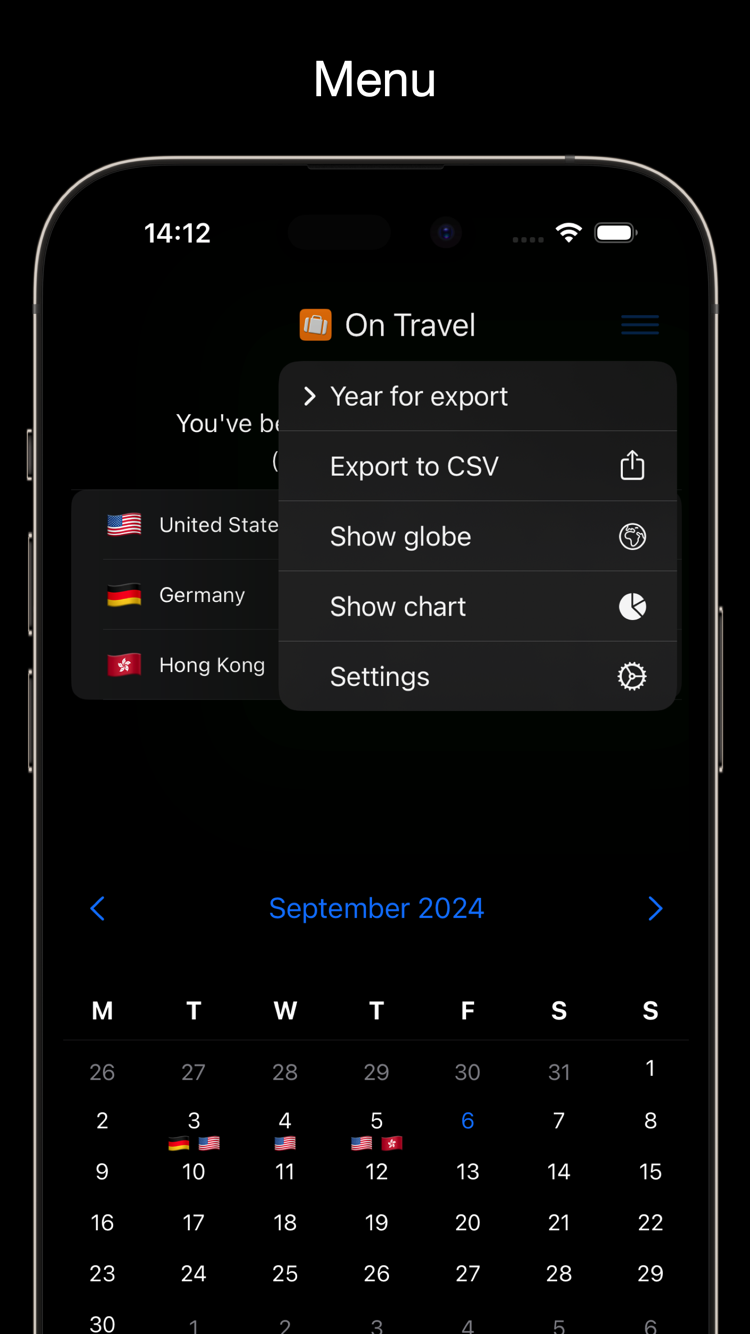 Menu
14:12
On Travel
Year for export
You've be
(
Export to CSV
United State
Show globe
Germany
Show chart
Hong Kong
Settings
September 2024
M T W T F S S
26 27 28 29 30 31 1
2 3 4 5 6 7 8
9 10 11 12 13 14 15
16 17 18 19 20 21 22
23 24 25 26 27 28 29
30 1 2 3 4 5 6